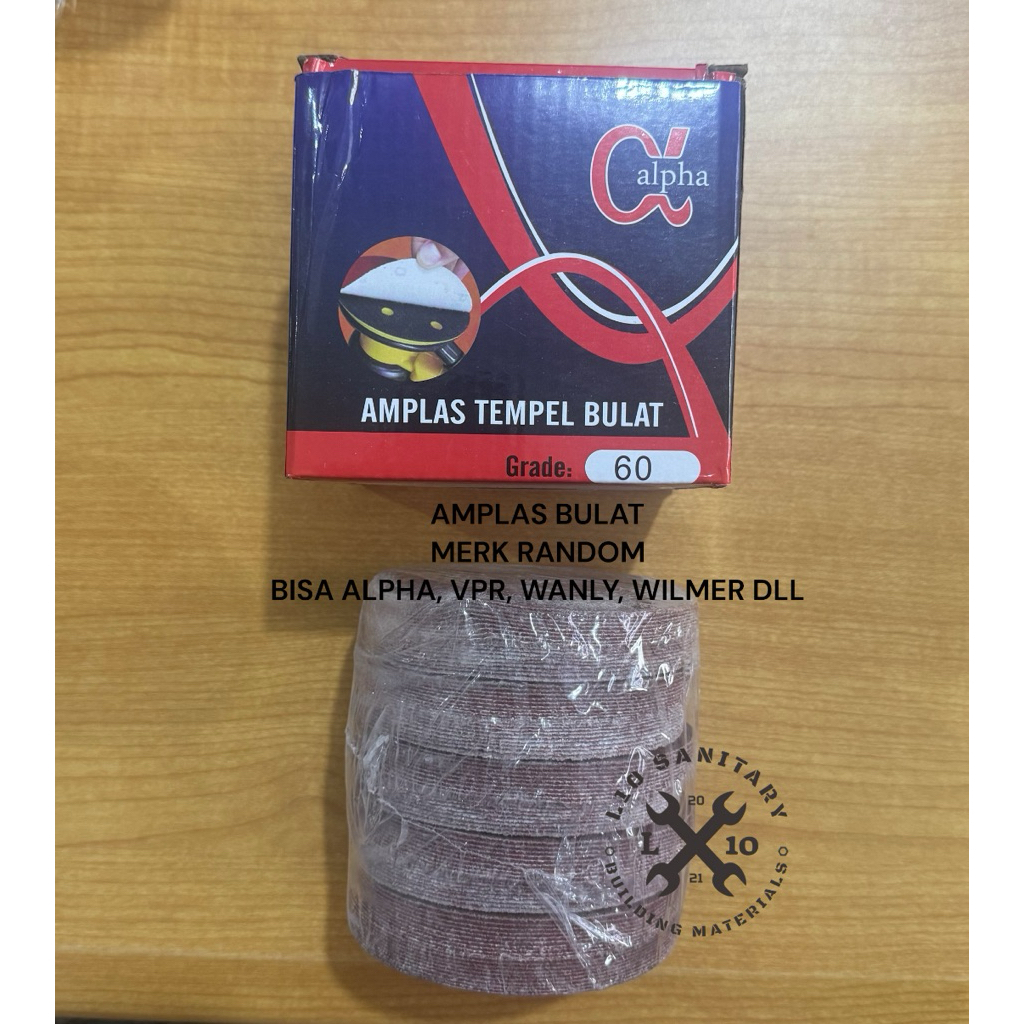 alpha
AMPLAS TEMPEL BULAT
Grade: 60
AMPLAS BULAT
MERK RANDOM
BISA ALPHA, VPR, WANLY, WILMER DLL
L10 SANITARY
20
L 10
21
BUILDING MATERIALS